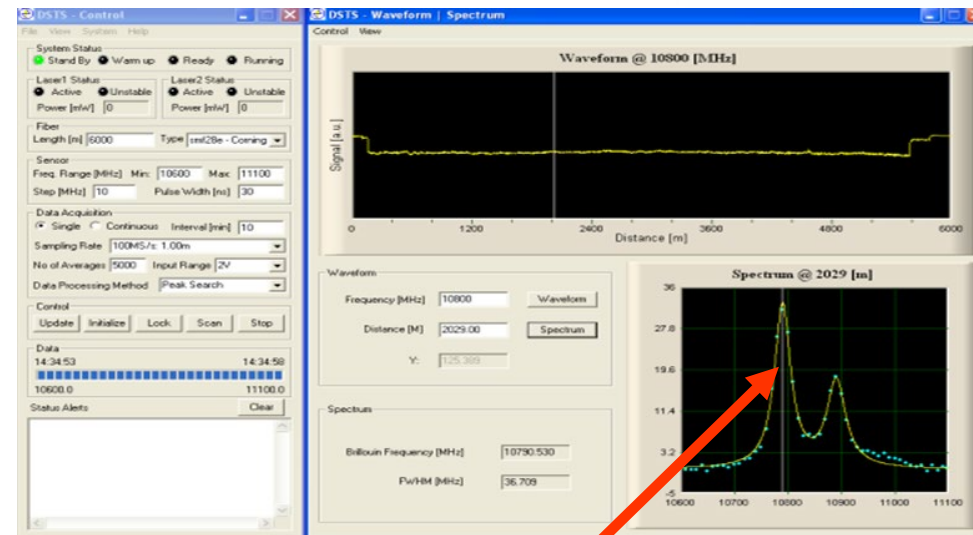 DSTS - Control
File View System Help
System Status
Stand By Warm up Ready Running
Laser1 Status Laser2 Status
Active Unstable Active Unstable
Power [mW] 0 Power [mW] 0
Fiber
Length [m] 6000 Type smf28e - Corning
Sensor
Freq. Range [MHz] Min: 10600 Max: 11100
Step [MHz] 10 Pulse Width [ns] 30
Data Acquisition
Single Continuous Interval [min] 10
Sampling Rate 100MS/s: 1.00m
No of Averages 5000 Input Range 2V
Data Processing Method Peak Search
Control
Update Initialize Lock Scan Stop
Data
14:34:53 14:34:58
10600.0 11100.0
Status Alerts Clear
DSTS - Waveform | Spectrum
Control View
Waveform @ 10800 [MHz]
Signal [a.u.]
0 1200 2400 3600 4800 6000
Distance [m]
Waveform
Frequency [MHz] 10800 Waveform
Distance [M] 2029.00 Spectrum
Y: 125.389
Spectrum
Brillouin Frequency [MHz] 10790.530
FWHM [MHz] 36.709
Spectrum @ 2029 [m]
36
27.8
19.6
11.4
3.2
-5
10600 10700 10800 10900 11000 11100